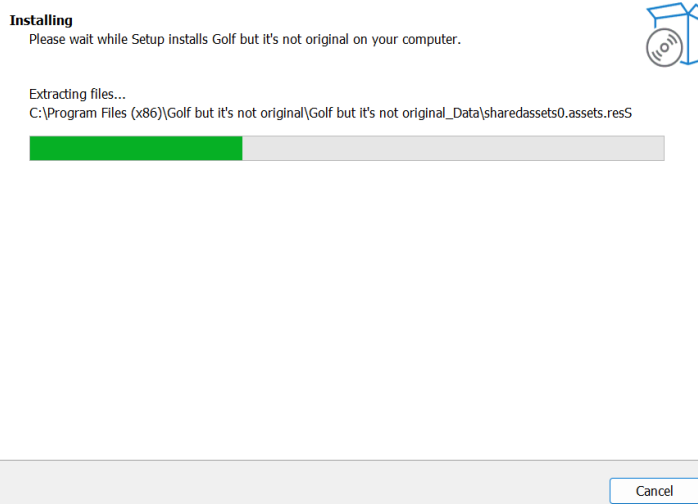 Installing
Please wait while Setup installs Golf but it's not original on your computer.
Extracting files...
C:\Program Files (x86)\Golf but it's not original\Golf but it's not original_Data\sharedassets0.assets.resS
Cancel